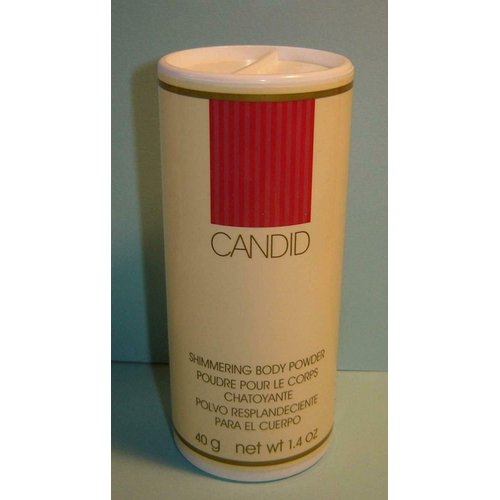 CANDID
SHIMMERING BODY POWDER
POUDRE POUR LE CORPS
CHATOYANTE
POLVO RESPLANDECIENTE
PARA EL CUERPO
40 g net wt 1.4 OZ